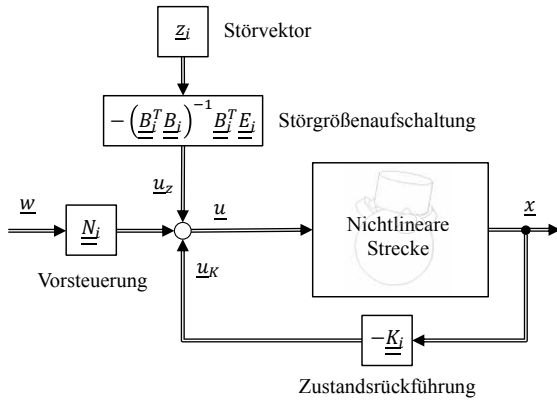 z_i
Störvektor
−(B_i^T B_i)^{−1} B_i^T E_i
Störgrößenaufschaltung
u_z
w
N_i
u
Nichtlineare
Strecke
x
Vorsteuerung
u_K
−K_i
Zustandsrückführung